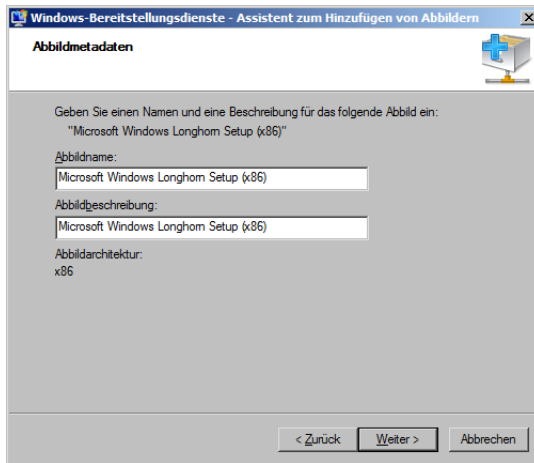 Windows-Bereitstellungsdienste - Assistent zum Hinzufügen von Abbildern
Abbildmetadaten
Geben Sie einen Namen und eine Beschreibung für das folgende Abbild ein:
"Microsoft Windows Longhorn Setup (x86)"
Abbildname:
Microsoft Windows Longhorn Setup (x86)
Abbildbeschreibung:
Microsoft Windows Longhorn Setup (x86)
Abbildarchitektur:
x86
< Zurück Weiter > Abbrechen